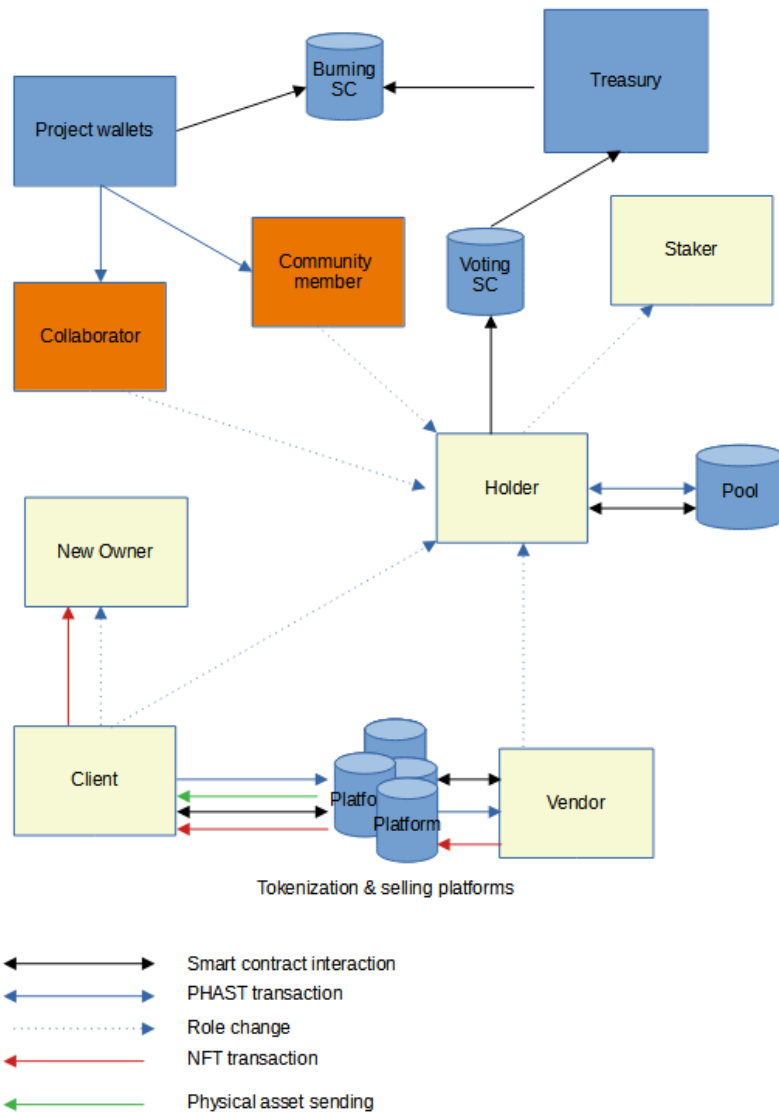 Burning
SC
Treasury
Project wallets
Community
member
Voting
SC
Staker
Collaborator
Holder
Pool
New Owner
Client
Platfo
Platform
Vendor
Tokenization & selling platforms
Smart contract interaction
PHAST transaction
Role change
NFT transaction
Physical asset sending